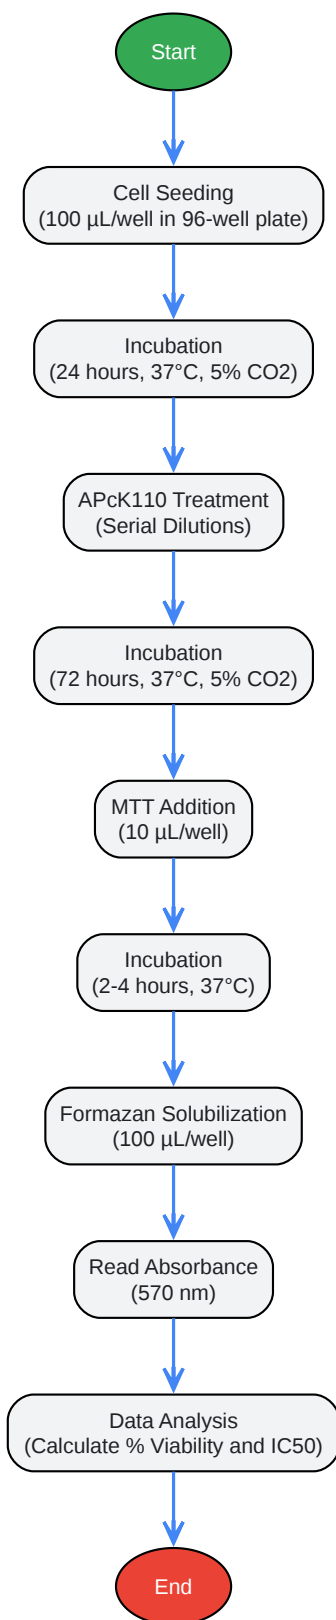 Start
Cell Seeding
(100 µL/well in 96-well plate)
Incubation
(24 hours, 37°C, 5% CO2)
APcK110 Treatment
(Serial Dilutions)
Incubation
(72 hours, 37°C, 5% CO2)
MTT Addition
(10 µL/well)
Incubation
(2-4 hours, 37°C)
Formazan Solubilization
(100 µL/well)
Read Absorbance
(570 nm)
Data Analysis
(Calculate % Viability and IC50)
End